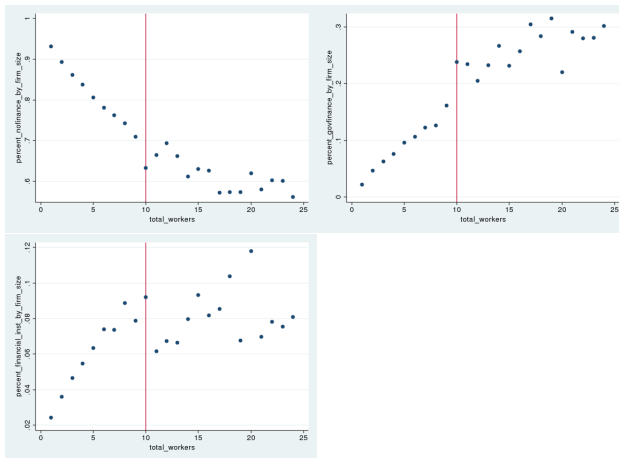 percent_nofinance_by_firm_size
1
.9
.8
.7
.6
0 5 10 15 20 25
total_workers
percent_govfinance_by_firm_size
.3
.2
.1
0
0 5 10 15 20 25
total_workers
percent_financial_inst_by_firm_size
.12
.1
.08
.06
.04
.02
0 5 10 15 20 25
total_workers